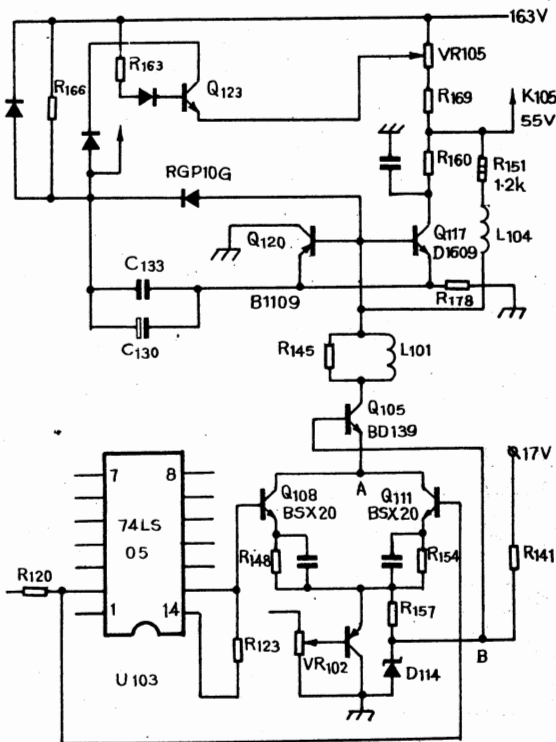 163V
R166
R163
Q123
VR105
R169
K105
55V
R160
R151
1.2k
RGP10G
Q120
Q117
D1609
L104
C133
B1109
R178
C130
R145
L101
Q105
BD139
7
8
74LS
05
Q108
BSX20
A
Q111
BSX20
17V
R148
R154
R141
R120
1
14
R123
R157
VR102
B
D114
U103